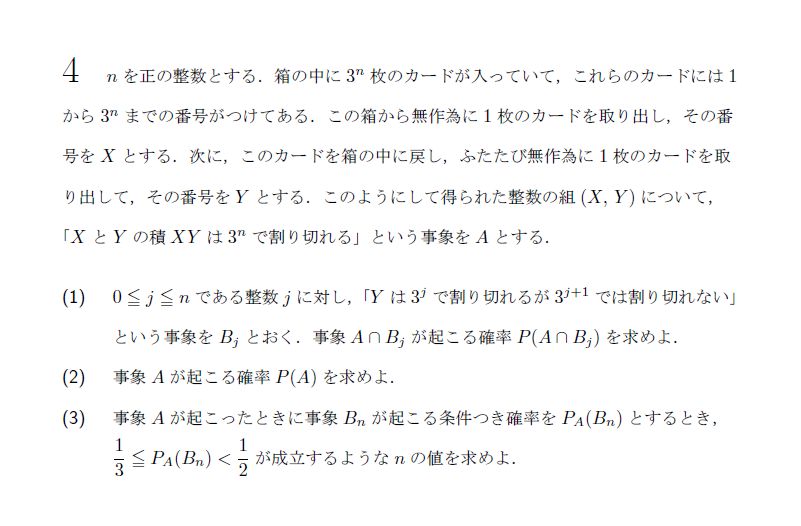 4 n を正の整数とする．箱の中に 3^n 枚のカードが入っていて，これらのカードには 1
から 3^n までの番号がつけてある．この箱から無作為に 1 枚のカードを取り出し，その番
号を X とする．次に，このカードを箱の中に戻し，ふたたび無作為に 1 枚のカードを取
り出して，その番号を Y とする．このようにして得られた整数の組 (X, Y) について，
「X と Y の積 XY は 3^n で割り切れる」という事象を A とする．
(1) 0 ≦ j ≦ n である整数 j に対し，「Y は 3^j で割り切れるが 3^{j+1} では割り切れない」
という事象を B_j とおく．事象 A ∩ B_j が起こる確率 P(A ∩ B_j) を求めよ．
(2) 事象 A が起こる確率 P(A) を求めよ．
(3) 事象 A が起こったときに事象 B_n が起こる条件つき確率を P_A(B_n) とするとき，
1/3 ≦ P_A(B_n) < 1/2 が成立するような n の値を求めよ．